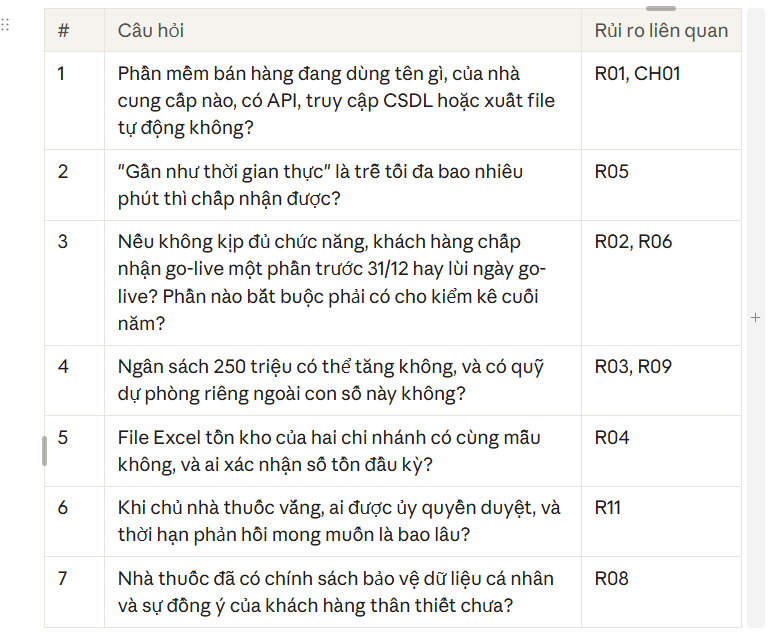 # Câu hỏi Rủi ro liên quan
1 Phần mềm bán hàng đang dùng tên gì, của nhà R01, CH01
cung cấp nào, có API, truy cập CSDL hoặc xuất file
tự động không?
2 "Gần như thời gian thực" là trễ tối đa bao nhiêu R05
phút thì chấp nhận được?
3 Nếu không kịp đủ chức năng, khách hàng chấp R02, R06
nhận go-live một phần trước 31/12 hay lùi ngày go-
live? Phần nào bắt buộc phải có cho kiểm kê cuối
năm?
4 Ngân sách 250 triệu có thể tăng không, và có quỹ R03, R09
dự phòng riêng ngoài con số này không?
5 File Excel tồn kho của hai chi nhánh có cùng mẫu R04
không, và ai xác nhận số tồn đầu kỳ?
6 Khi chủ nhà thuốc vắng, ai được ủy quyền duyệt, và R11
thời hạn phản hồi mong muốn là bao lâu?
7 Nhà thuốc đã có chính sách bảo vệ dữ liệu cá nhân R08
và sự đồng ý của khách hàng thân thiết chưa?